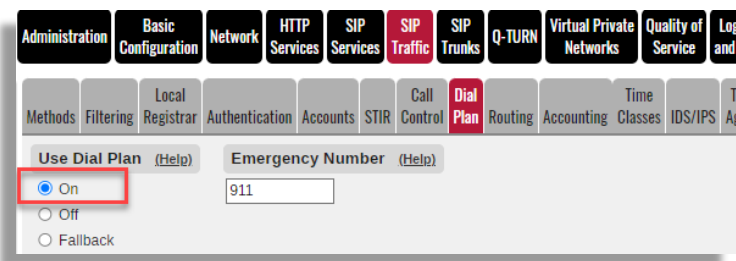 Administration Basic Configuration Network HTTP Services SIP Services SIP Traffic SIP Trunks Q-TURN Virtual Private Networks Quality of Service
Methods Filtering Local Registrar Authentication Accounts STIR Call Control Dial Plan Routing Accounting Time Classes IDS/IPS
Use Dial Plan (Help) Emergency Number (Help)
On 911
Off
Fallback